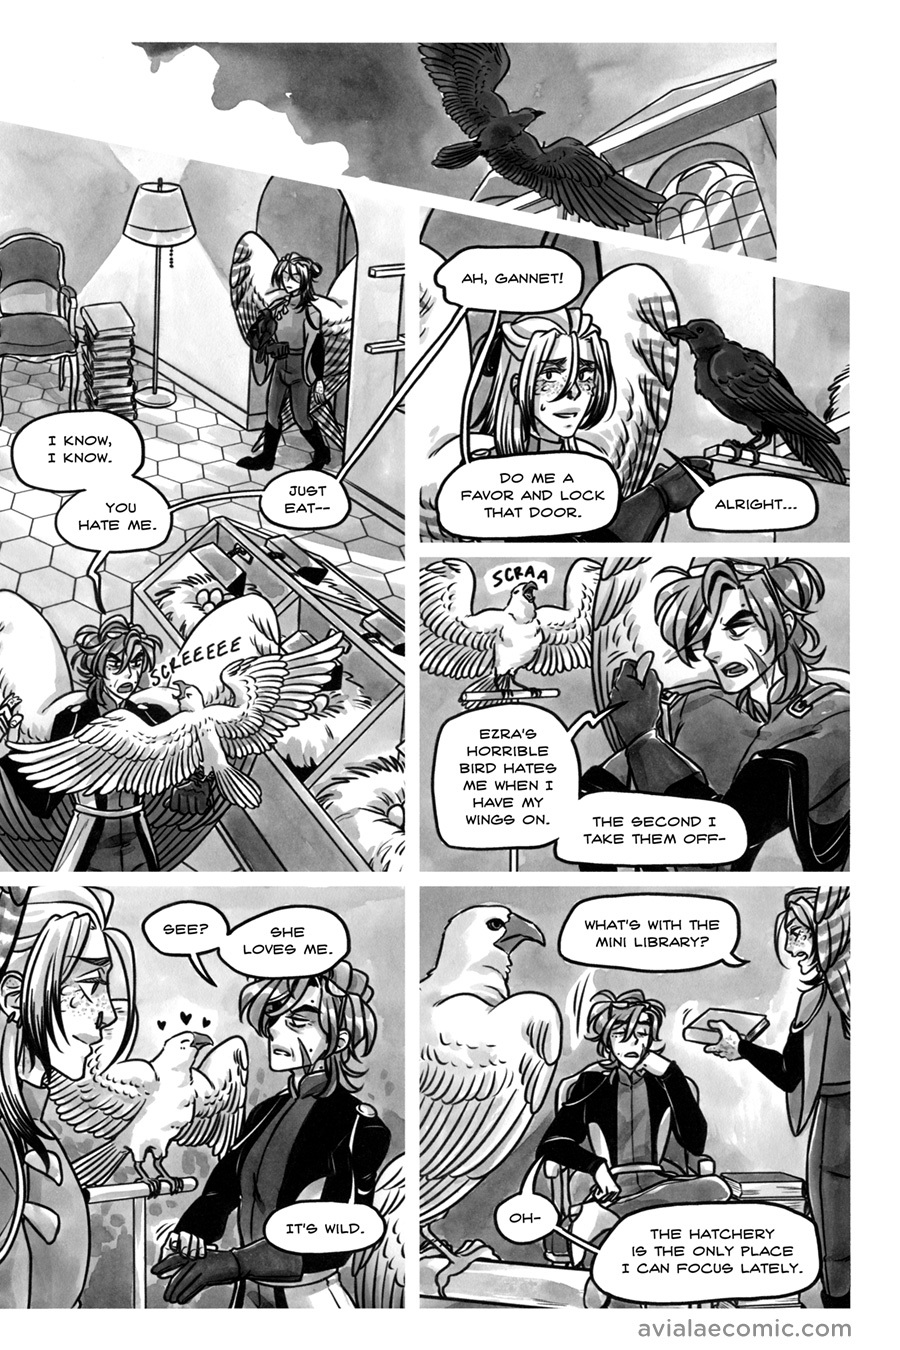 I KNOW,
I KNOW.
YOU
HATE ME.
JUST
EAT--
SCREEEEE
AH, GANNET!
DO ME A
FAVOR AND LOCK
THAT DOOR.
ALRIGHT...
SCRAA
EZRA'S
HORRIBLE
BIRD HATES
ME WHEN I
HAVE MY
WINGS ON.
THE SECOND I
TAKE THEM OFF-
SEE?
SHE
LOVES ME.
IT'S WILD.
WHAT'S WITH THE
MINI LIBRARY?
OH-
THE HATCHERY
IS THE ONLY PLACE
I CAN FOCUS LATELY.
avialaecomic.com